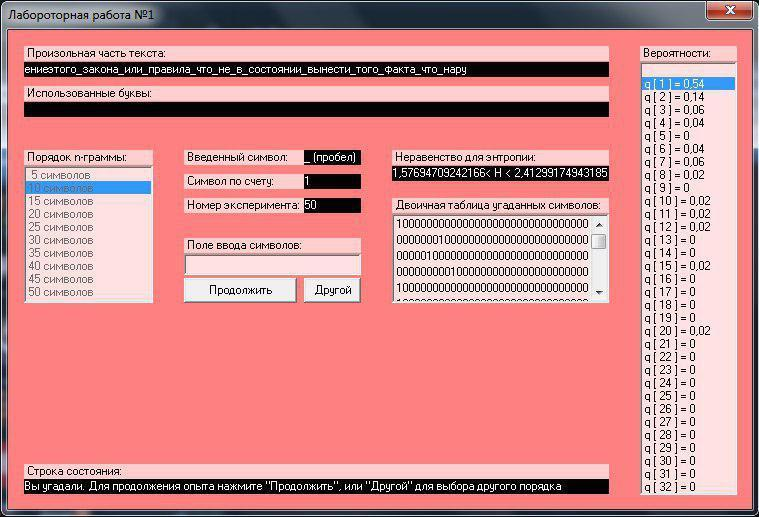 Лабороторная работа №1
Произольная часть текста:
ениеэтого_закона_или_правила_что_не_в_состоянии_вынести_того_факта_что_нару
Использованные буквы:
Порядок n-граммы:
5 символов
10 символов
15 символов
20 символов
25 символов
30 символов
35 символов
40 символов
45 символов
50 символов
Введенный символ: _ (пробел)
Символ по счету: 1
Номер эксперимента: 50
Поле ввода символов:
Продолжить Другой
Неравенство для энтропии:
1,57694709242166< H < 2,41299174943185
Двоичная таблица угаданных символов:
10000000000000000000000000000000
00000001000000000000000000000000
00000100000000000000000000000000
00000000010000000000000000000000
10000000000000000000000000000000
Вероятности:
q [ 1 ] = 0,54
q [ 2 ] = 0,14
q [ 3 ] = 0,06
q [ 4 ] = 0,04
q [ 5 ] = 0
q [ 6 ] = 0,04
q [ 7 ] = 0,06
q [ 8 ] = 0,02
q [ 9 ] = 0
q [ 10 ] = 0,02
q [ 11 ] = 0,02
q [ 12 ] = 0,02
q [ 13 ] = 0
q [ 14 ] = 0
q [ 15 ] = 0,02
q [ 16 ] = 0
q [ 17 ] = 0
q [ 18 ] = 0
q [ 19 ] = 0
q [ 20 ] = 0,02
q [ 21 ] = 0
q [ 22 ] = 0
q [ 23 ] = 0
q [ 24 ] = 0
q [ 25 ] = 0
q [ 26 ] = 0
q [ 27 ] = 0
q [ 28 ] = 0
q [ 29 ] = 0
q [ 30 ] = 0
q [ 31 ] = 0
q [ 32 ] = 0
Строка состояния:
Вы угадали. Для продолжения опыта нажмите "Продолжить", или "Другой" для выбора другого порядка